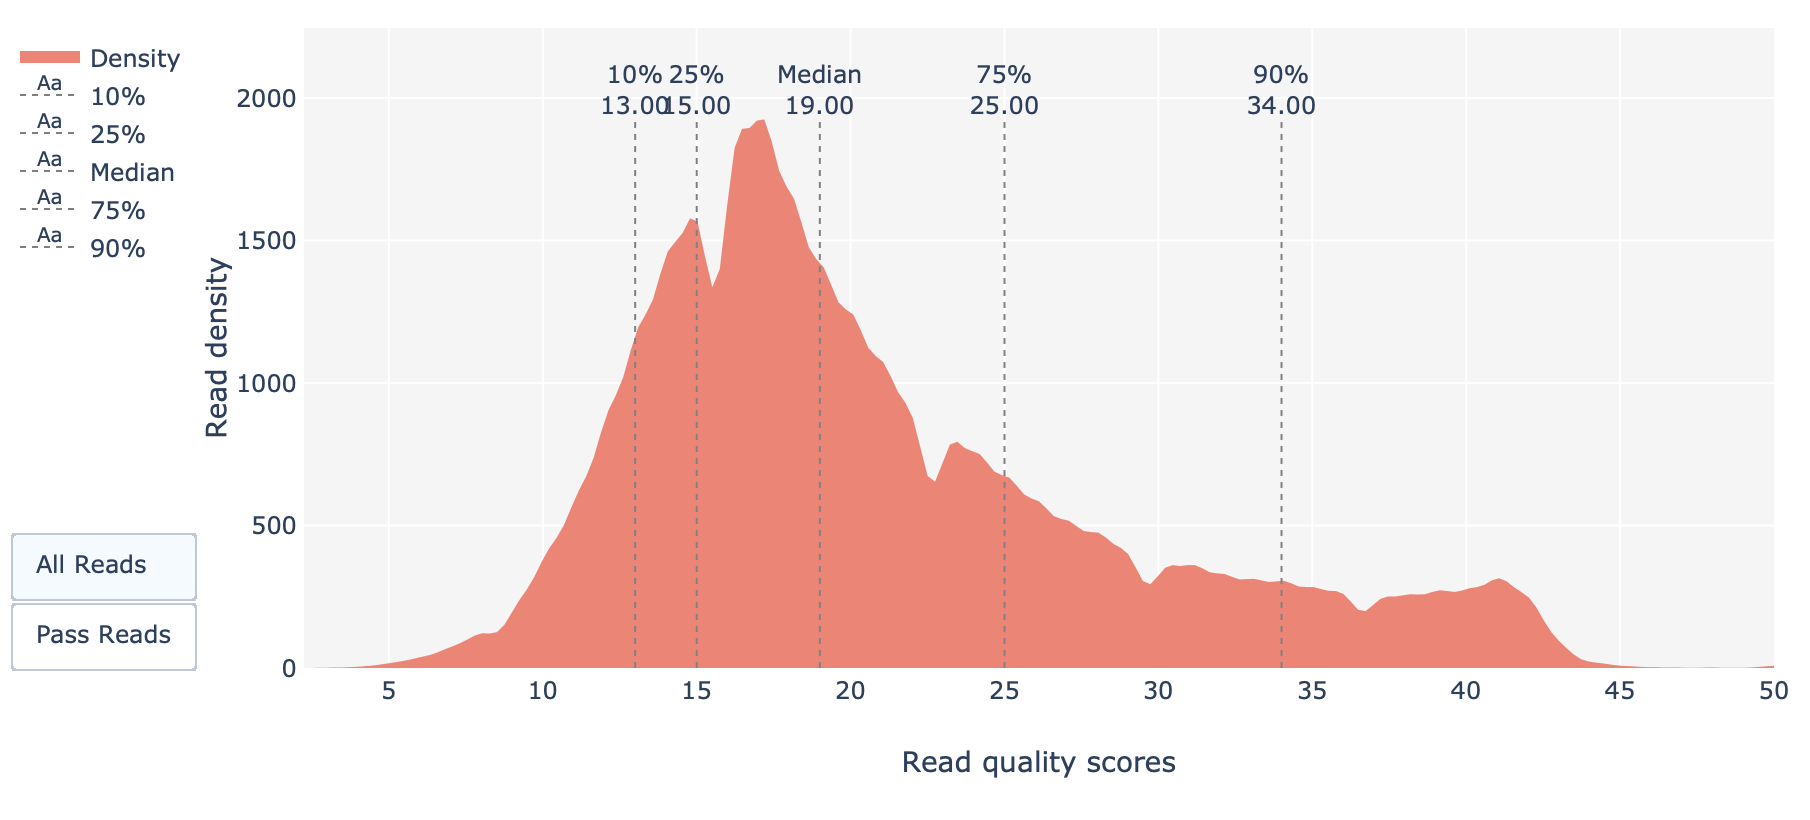 Density
Aa
10%
Aa
25%
Aa
Median
Aa
75%
Aa
90%
All Reads
Pass Reads
10% 25% Median 75% 90%
13.00 15.00 19.00 25.00 34.00
2000
1500
1000
500
0
Read density
5 10 15 20 25 30 35 40 45 50
Read quality scores